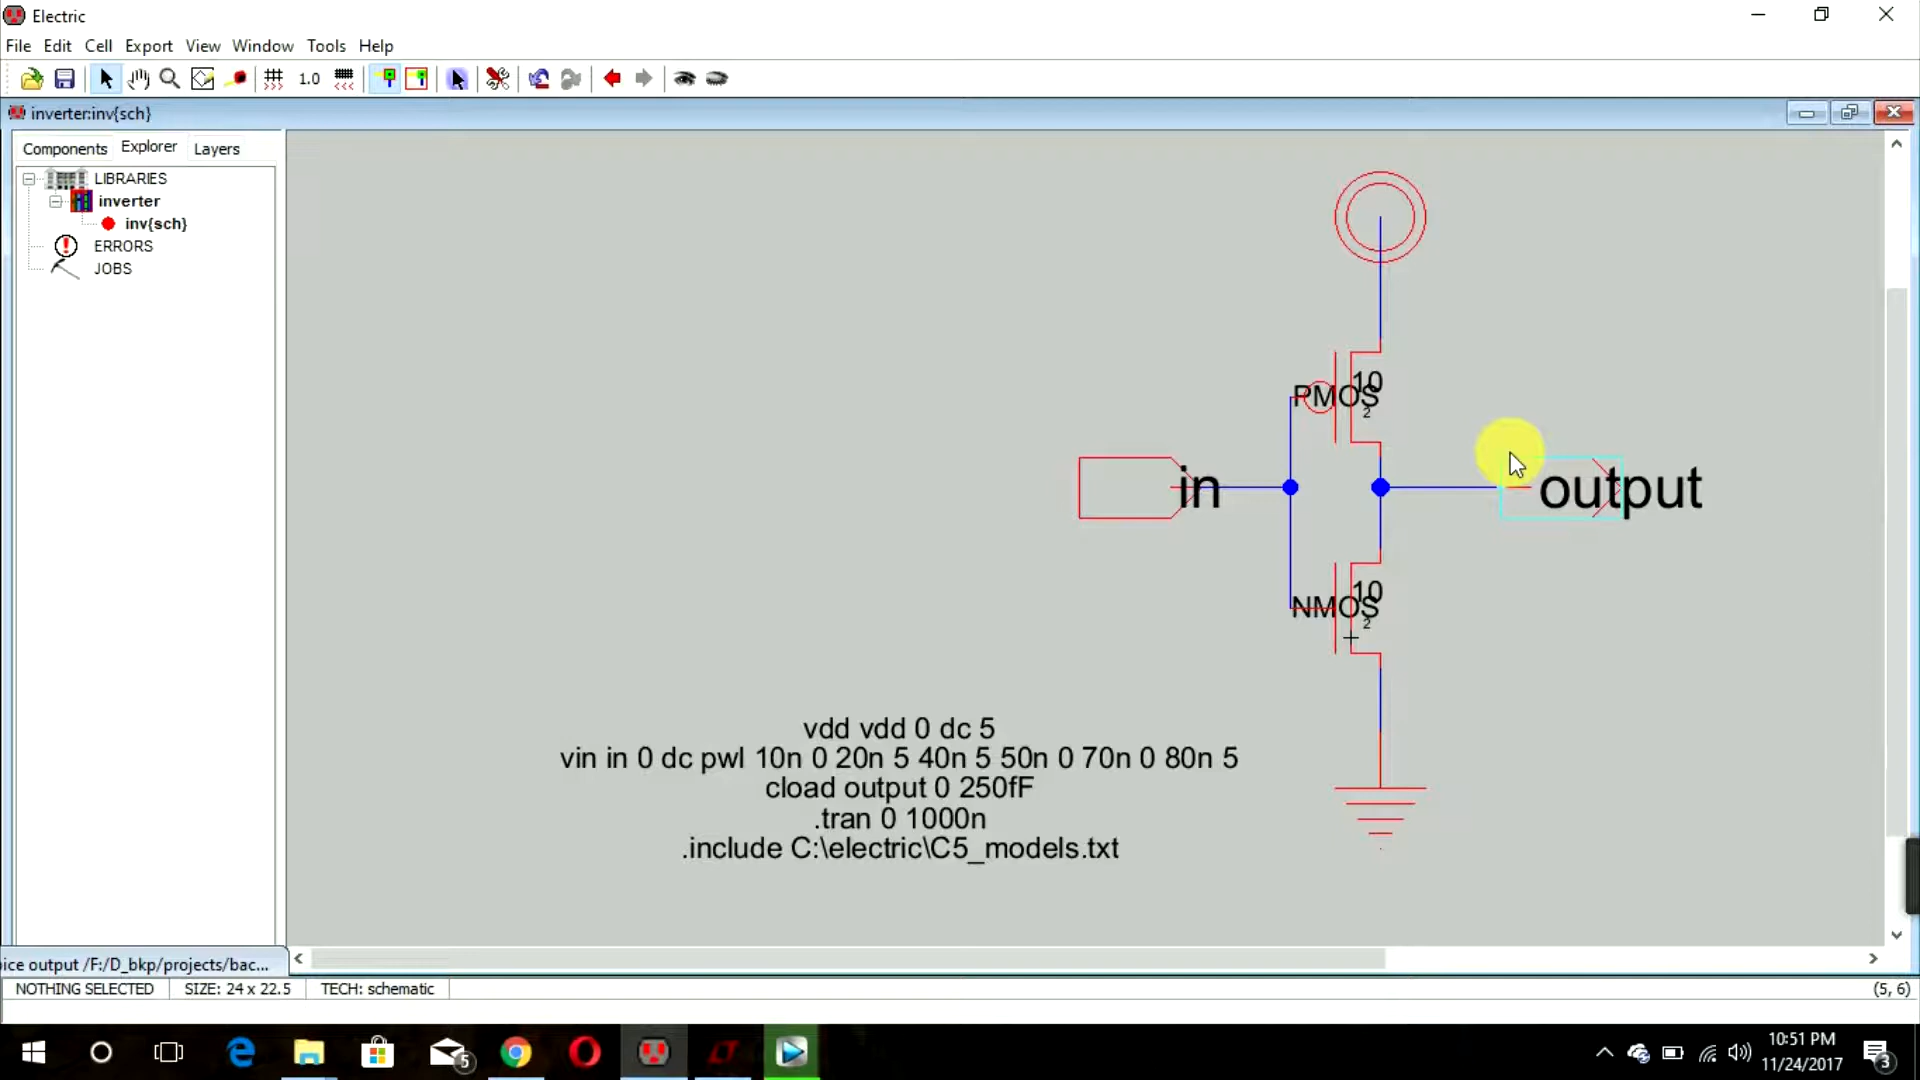 Electric
File Edit Cell Export View Window Tools Help
1.0
inverter:inv{sch}
Components Explorer Layers
LIBRARIES
inverter
inv{sch}
ERRORS
JOBS
PMOS
10
2
in
output
NMOS
10
2
vdd vdd 0 dc 5
vin in 0 dc pwl 10n 0 20n 5 40n 5 50n 0 70n 0 80n 5
cload output 0 250fF
.tran 0 1000n
.include C:\electric\C5_models.txt
ice output /F:/D_bkp/projects/bac...
NOTHING SELECTED SIZE: 24 x 22.5 TECH: schematic (5, 6)
5
10:51 PM
11/24/2017
3